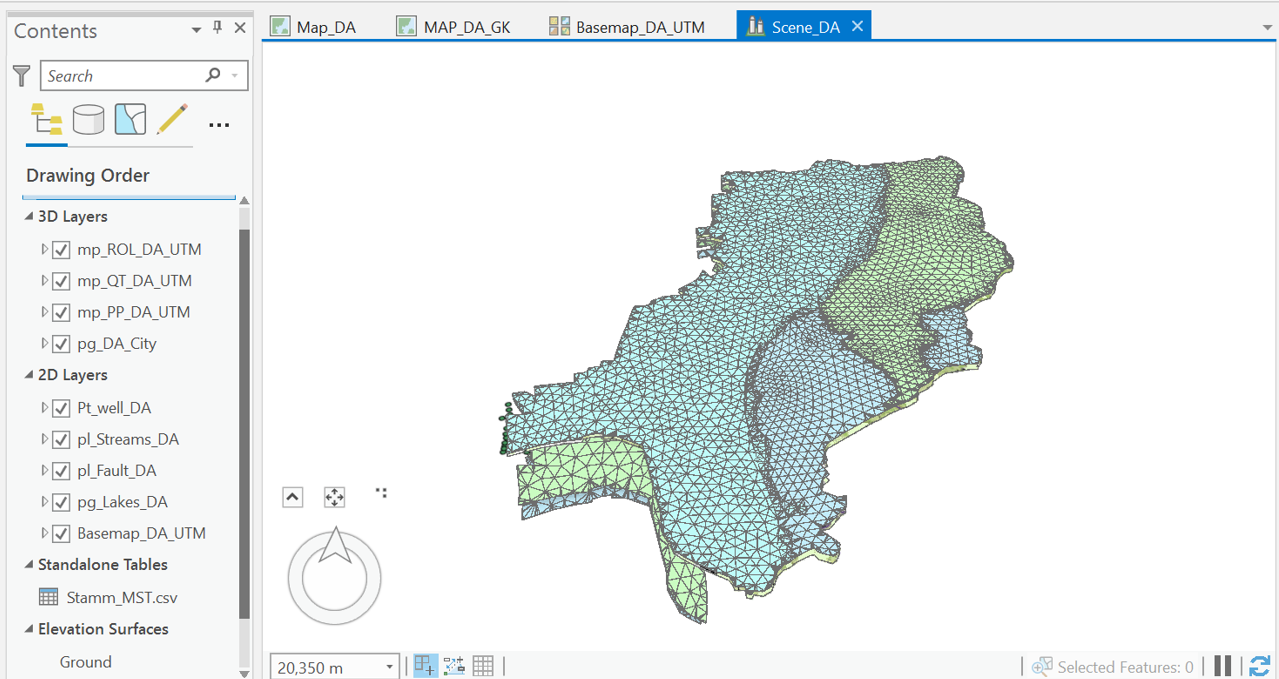 Contents
Map_DA
MAP_DA_GK
Basemap_DA_UTM
Scene_DA
Search
Drawing Order
3D Layers
mp_ROL_DA_UTM
mp_QT_DA_UTM
mp_PP_DA_UTM
pg_DA_City
2D Layers
Pt_well_DA
pl_Streams_DA
pl_Fault_DA
pg_Lakes_DA
Basemap_DA_UTM
Standalone Tables
Stamm_MST.csv
Elevation Surfaces
Ground
20,350 m
Selected Features: 0